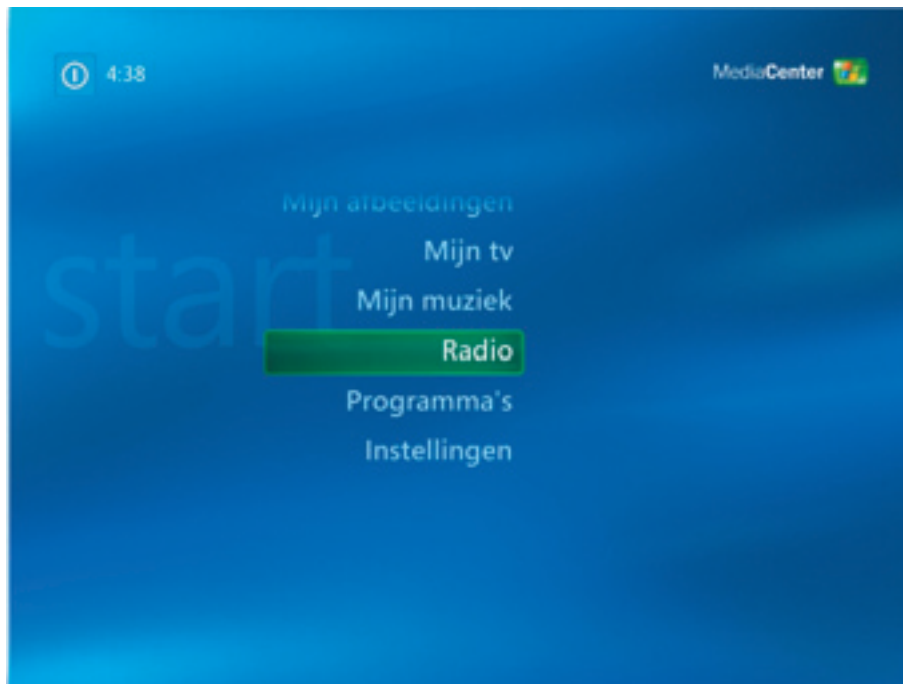 4:38
MediaCenter
Mijn afbeeldingen
Mijn tv
start
Mijn muziek
Radio
Programma's
Instellingen